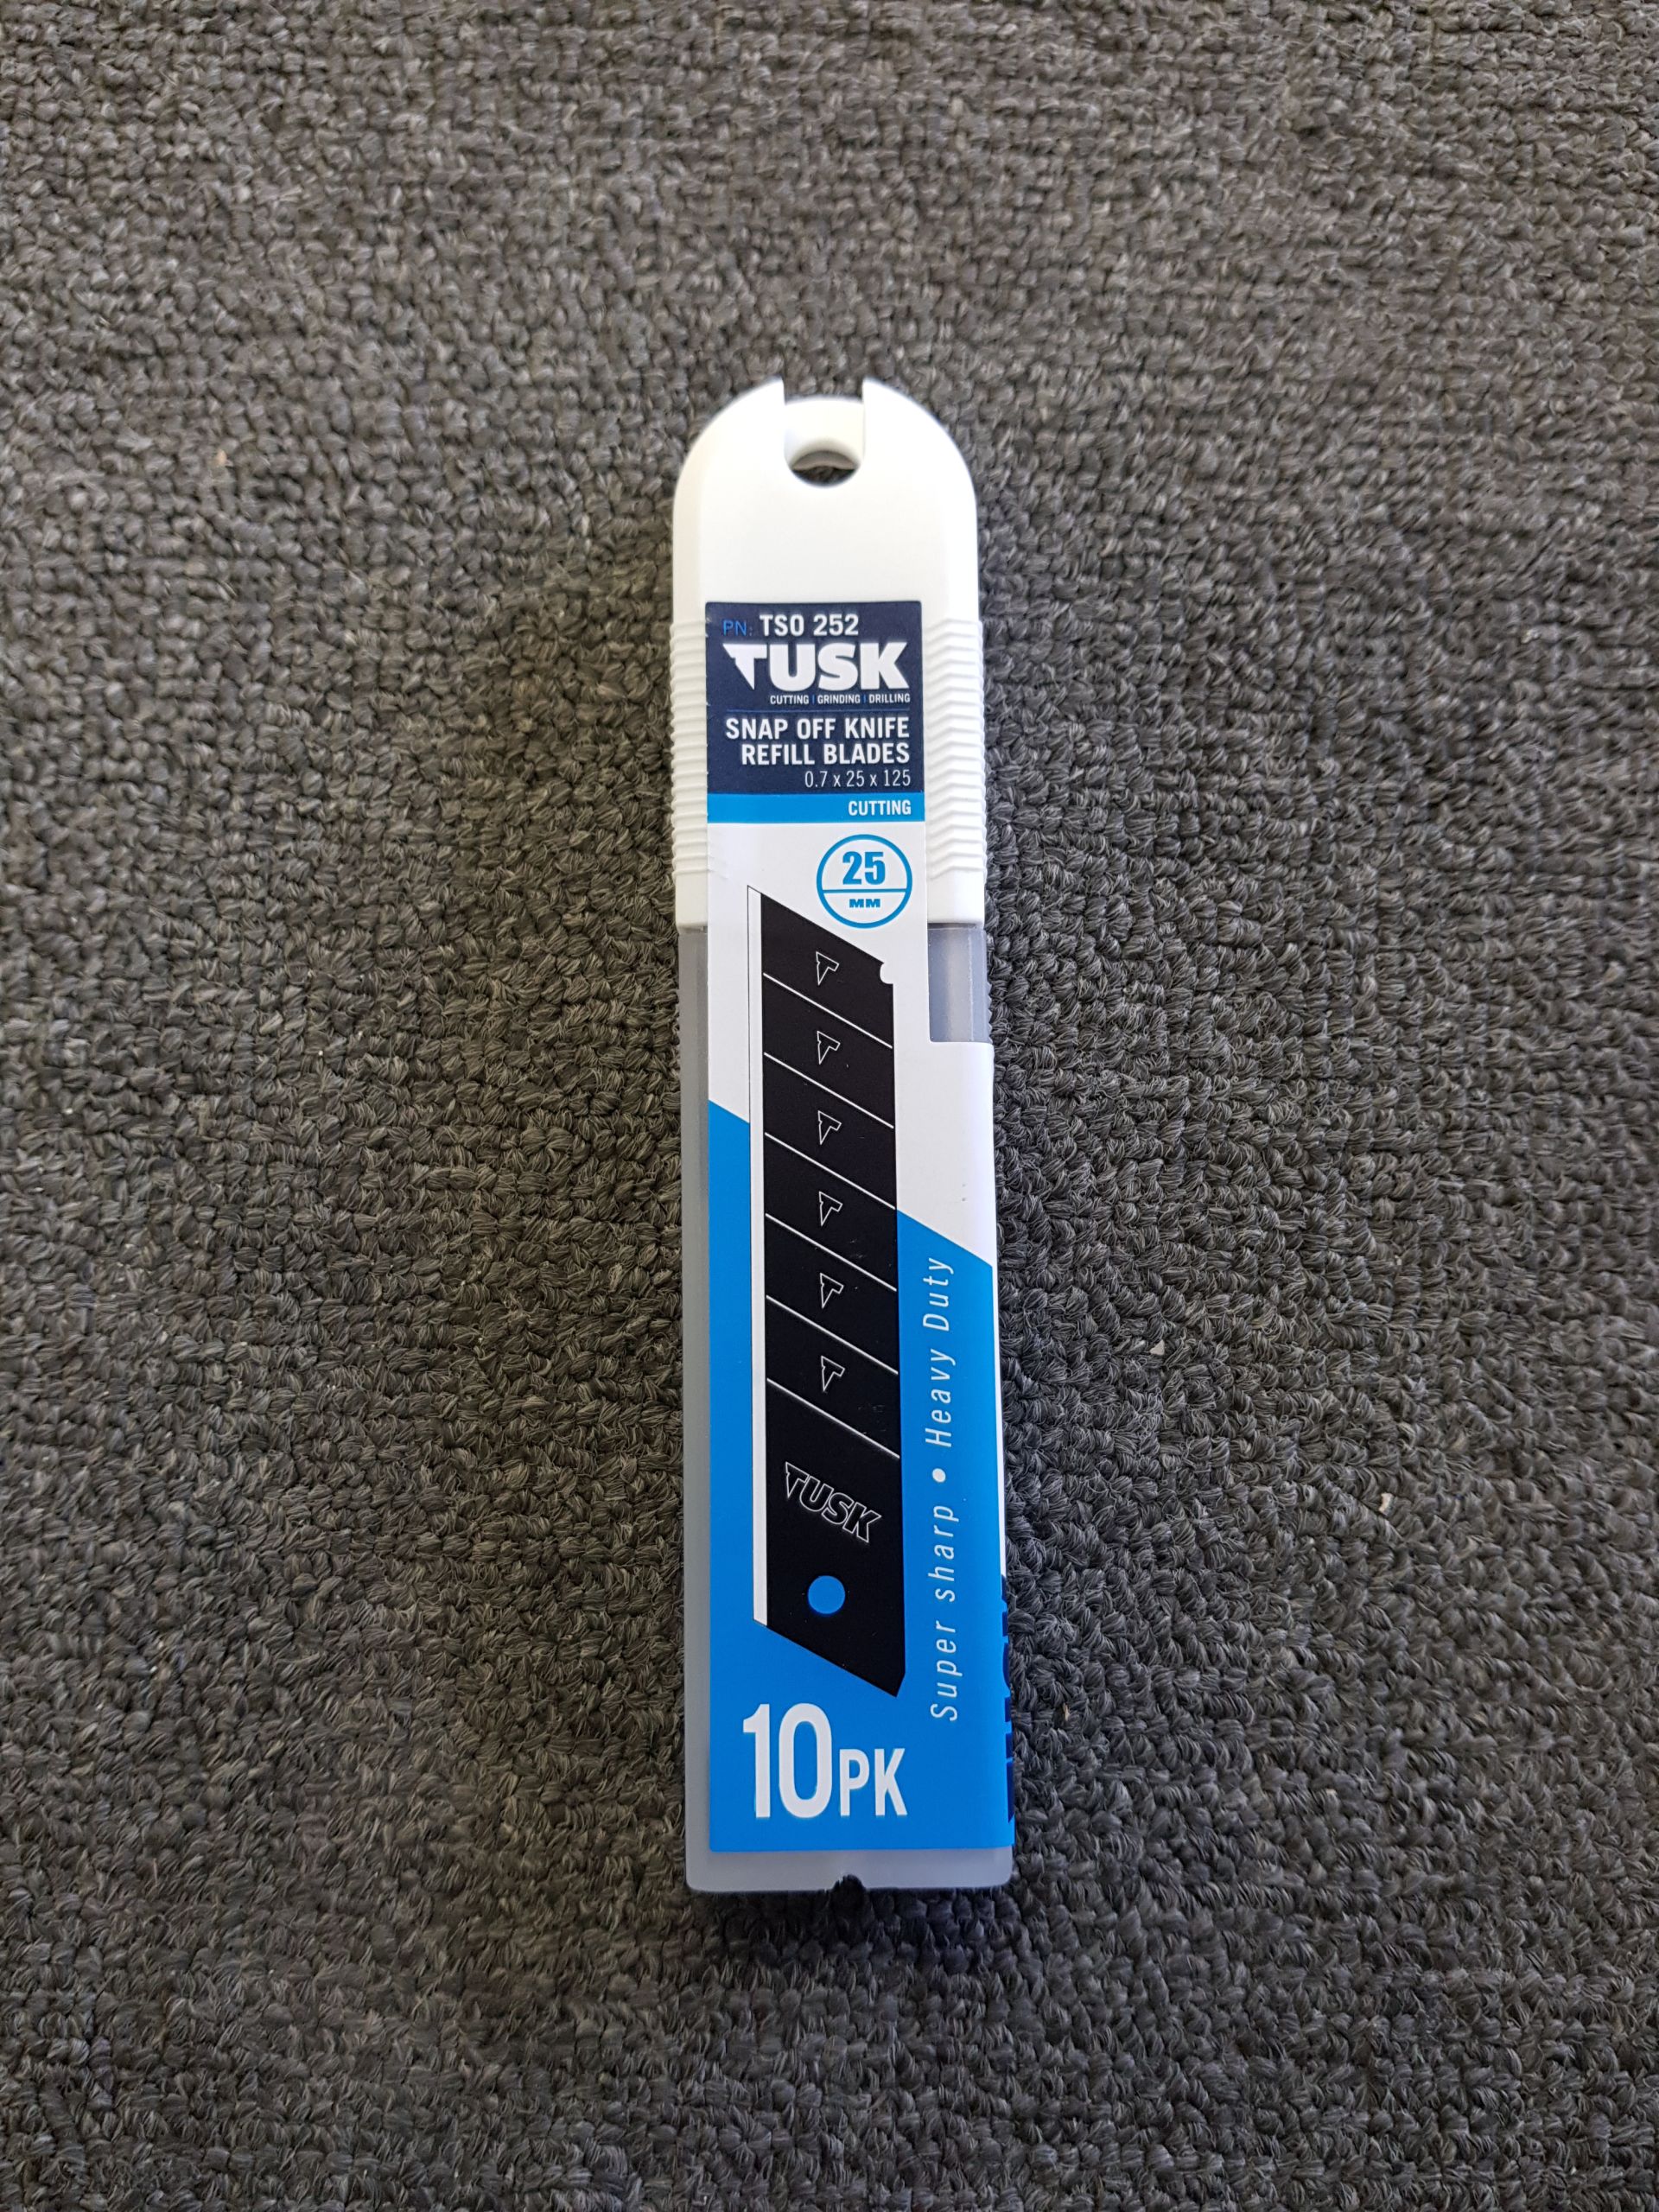 PN: TSO 252
TUSK
CUTTING | GRINDING | DRILLING
SNAP OFF KNIFE
REFILL BLADES
0.7 x 25 x 125
CUTTING
25
MM
T
T
T
T
T
T
TUSK
Super sharp • Heavy Duty
10PK